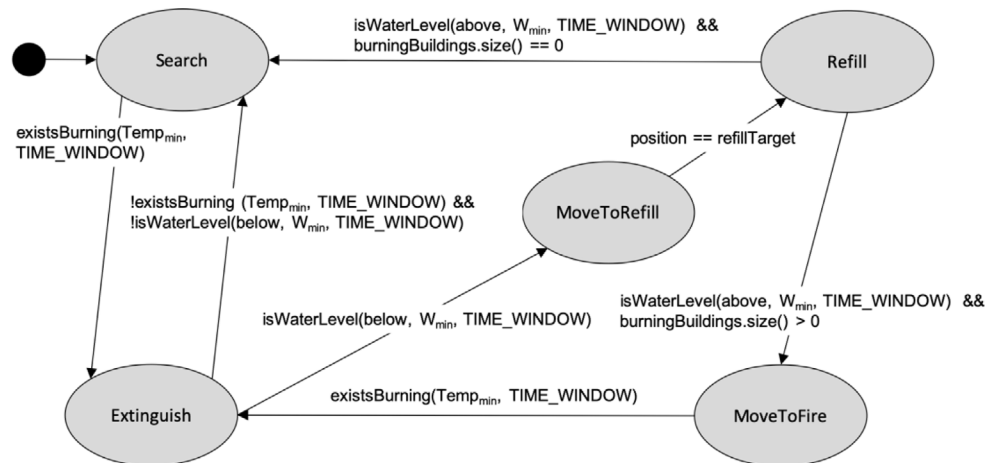 isWaterLevel(above, Wmin, TIME_WINDOW) &&
burningBuildings.size() == 0
Search
Refill
existsBurning(Tempmin,
TIME_WINDOW)
position == refillTarget
!existsBurning (Tempmin, TIME_WINDOW) &&
!isWaterLevel(below, Wmin, TIME_WINDOW)
MoveToRefill
isWaterLevel(above, Wmin, TIME_WINDOW) &&
burningBuildings.size() > 0
isWaterLevel(below, Wmin, TIME_WINDOW)
existsBurning(Tempmin, TIME_WINDOW)
Extinguish
MoveToFire